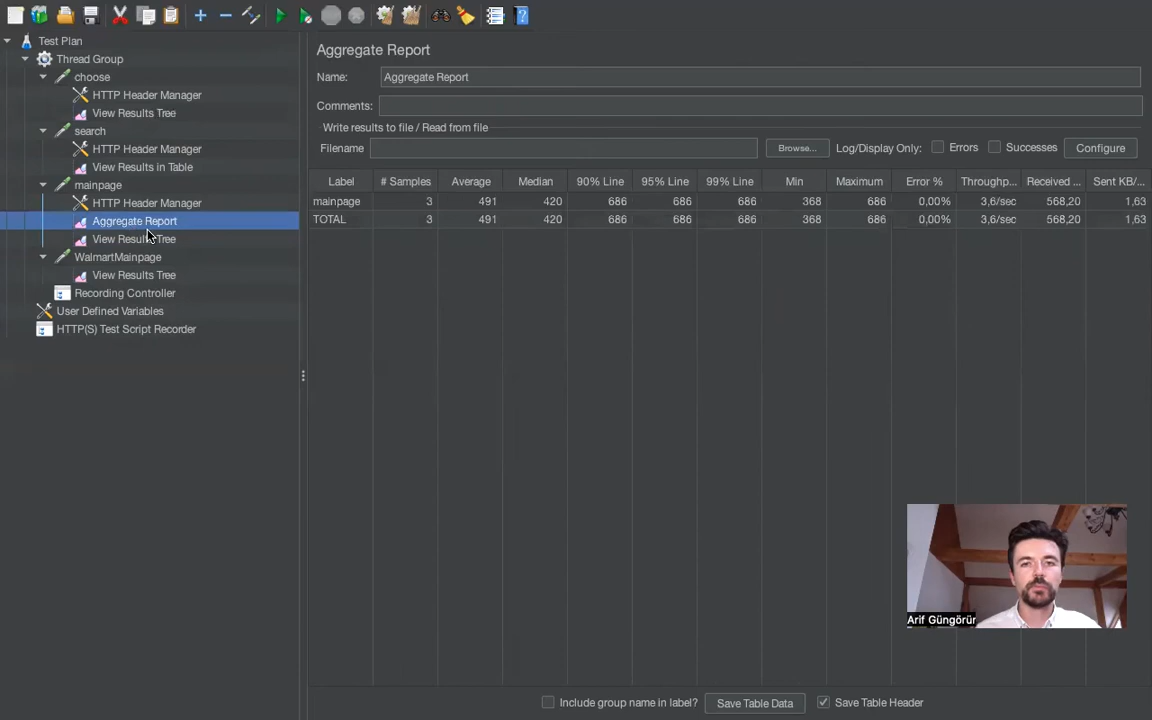 Test Plan
Thread Group
choose
HTTP Header Manager
View Results Tree
search
HTTP Header Manager
View Results in Table
mainpage
HTTP Header Manager
Aggregate Report
View Results Tree
WalmartMainpage
View Results Tree
Recording Controller
User Defined Variables
HTTP(S) Test Script Recorder
Aggregate Report
Name: Aggregate Report
Comments:
Write results to file / Read from file
Filename Browse... Log/Display Only: Errors Successes Configure
Label # Samples Average Median 90% Line 95% Line 99% Line Min Maximum Error % Throughp... Received ... Sent KB/...
mainpage 3 491 420 686 686 686 368 686 0,00% 3,6/sec 568,20 1,63
TOTAL 3 491 420 686 686 686 368 686 0,00% 3,6/sec 568,20 1,63
Arif Güngörür
Include group name in label? Save Table Data Save Table Header